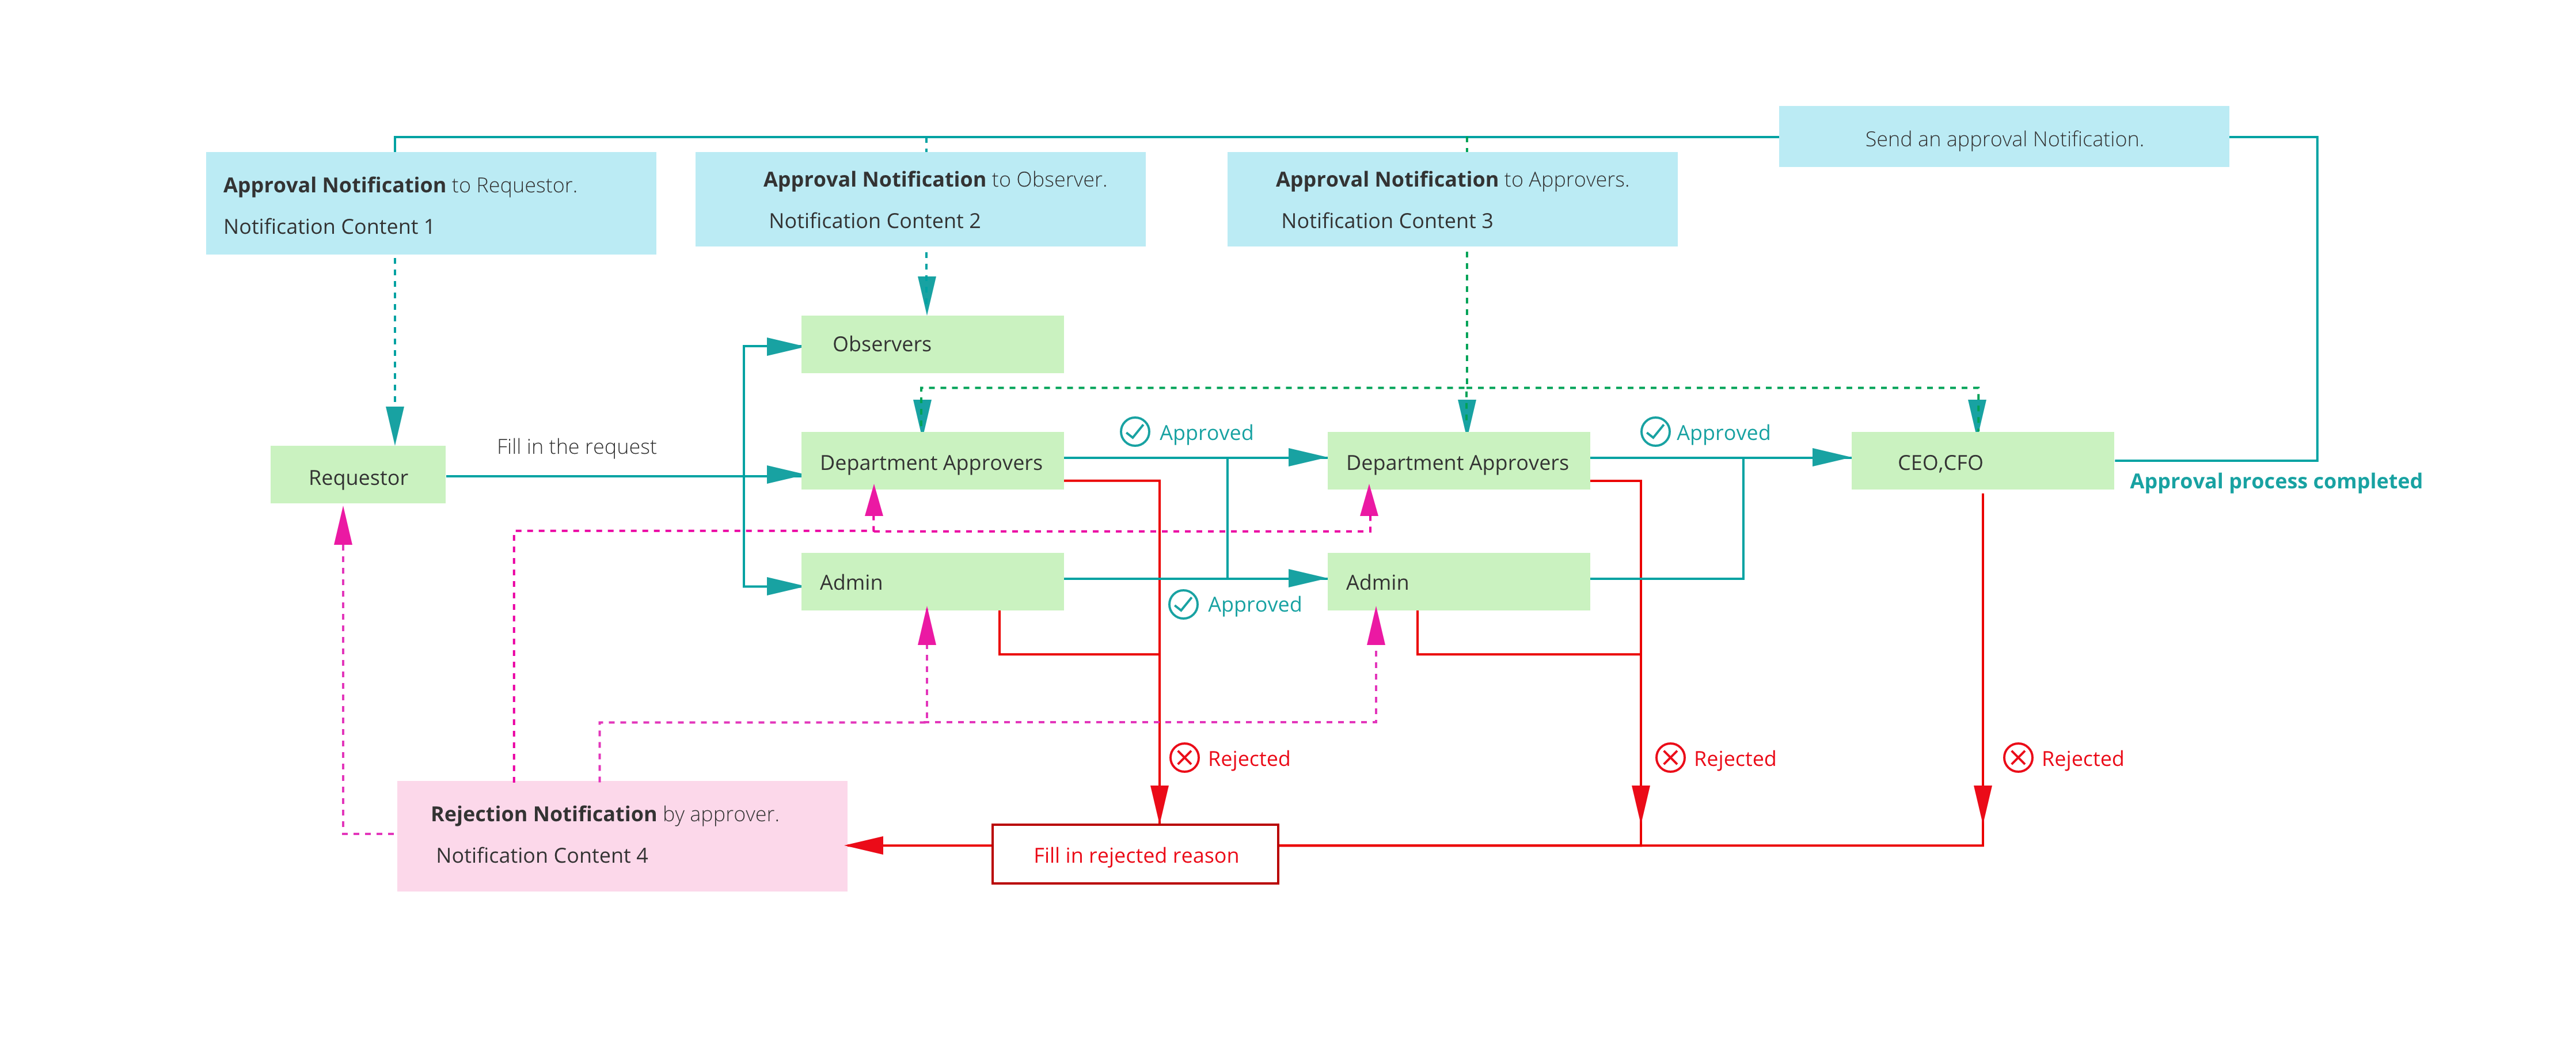 Send an approval Notification.
Approval Notification to Requestor.
Notification Content 1
Approval Notification to Observer.
Notification Content 2
Approval Notification to Approvers.
Notification Content 3
Observers
Requestor
Fill in the request
Department Approvers
Approved
Department Approvers
Approved
CEO,CFO
Approval process completed
Admin
Approved
Admin
Rejected
Rejected
Rejected
Rejection Notification by approver.
Notification Content 4
Fill in rejected reason